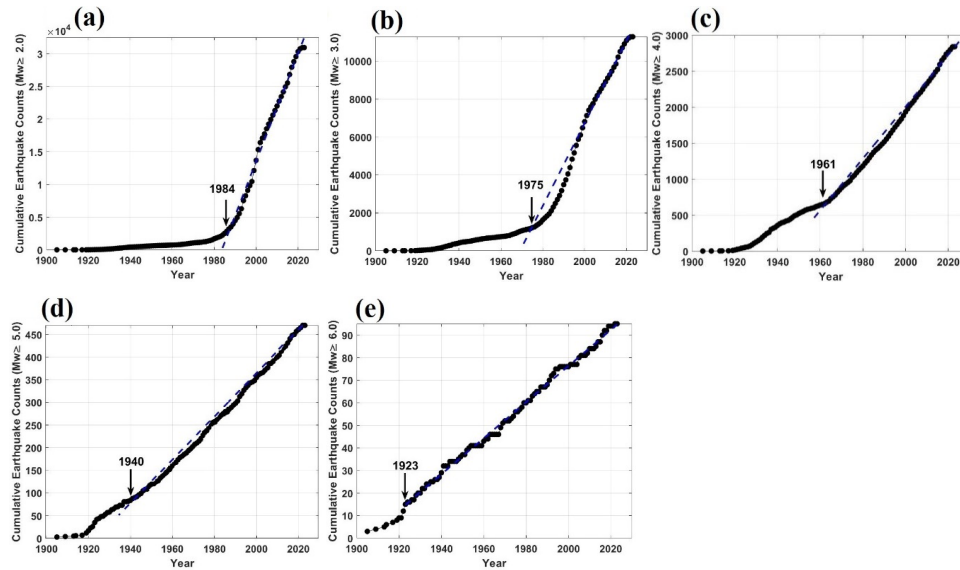 (a)
×10⁴
Cumulative Earthquake Counts (Mw≥ 2.0)
3
2.5
2
1.5
1
0.5
0
1984
1900 1920 1940 1960 1980 2000 2020
Year
(b)
Cumulative Earthquake Counts (Mw≥ 3.0)
10000
8000
6000
4000
2000
0
1975
1900 1920 1940 1960 1980 2000 2020
Year
(c)
Cumulative Earthquake Counts (Mw≥ 4.0)
3000
2500
2000
1500
1000
500
0
1961
1900 1920 1940 1960 1980 2000 2020
Year
(d)
Cumulative Earthquake Counts (Mw≥ 5.0)
450
400
350
300
250
200
150
100
50
0
1940
1900 1920 1940 1960 1980 2000 2020
Year
(e)
Cumulative Earthquake Counts (Mw≥ 6.0)
90
80
70
60
50
40
30
20
10
0
1923
1900 1920 1940 1960 1980 2000 2020
Year